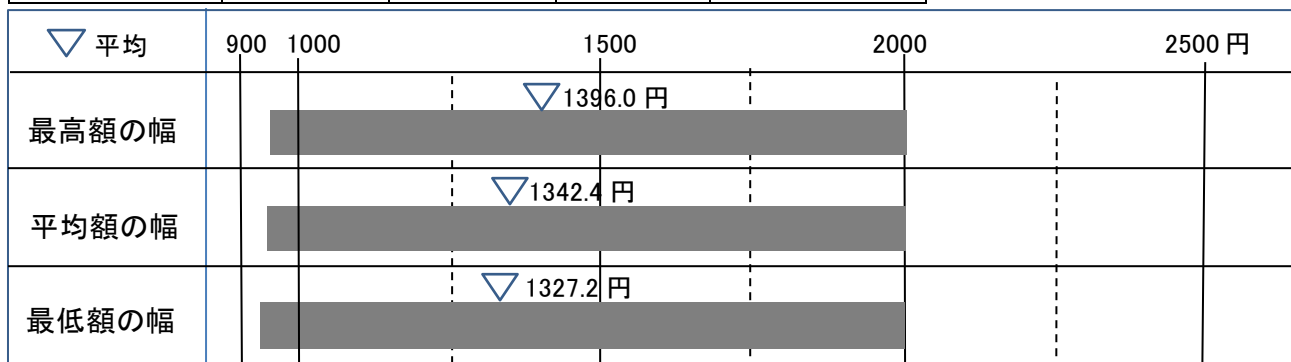 ▽ 平均 900 1000 1500 2000 2500 円
▽1396.0 円
最高額の幅
▽1342.4 円
平均額の幅
▽ 1327.2 円
最低額の幅